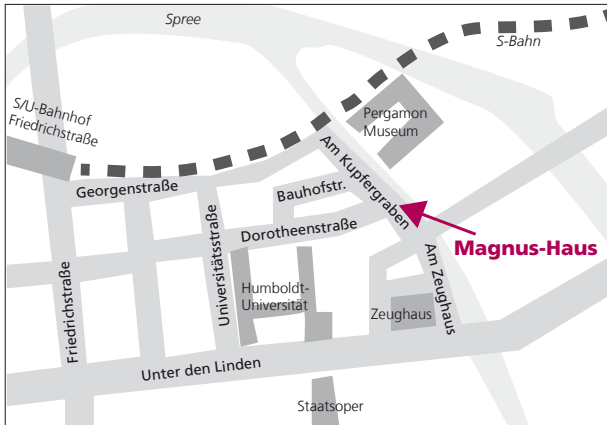 Spree
S-Bahn
S/U-Bahnhof
Friedrichstraße
Pergamon
Museum
Am Kupfergraben
Georgenstraße
Bauhofstr.
Dorotheenstraße
Magnus-Haus
Universitätsstraße
Am Zeughaus
Humboldt-
Universität
Zeughaus
Friedrichstraße
Unter den Linden
Staatsoper